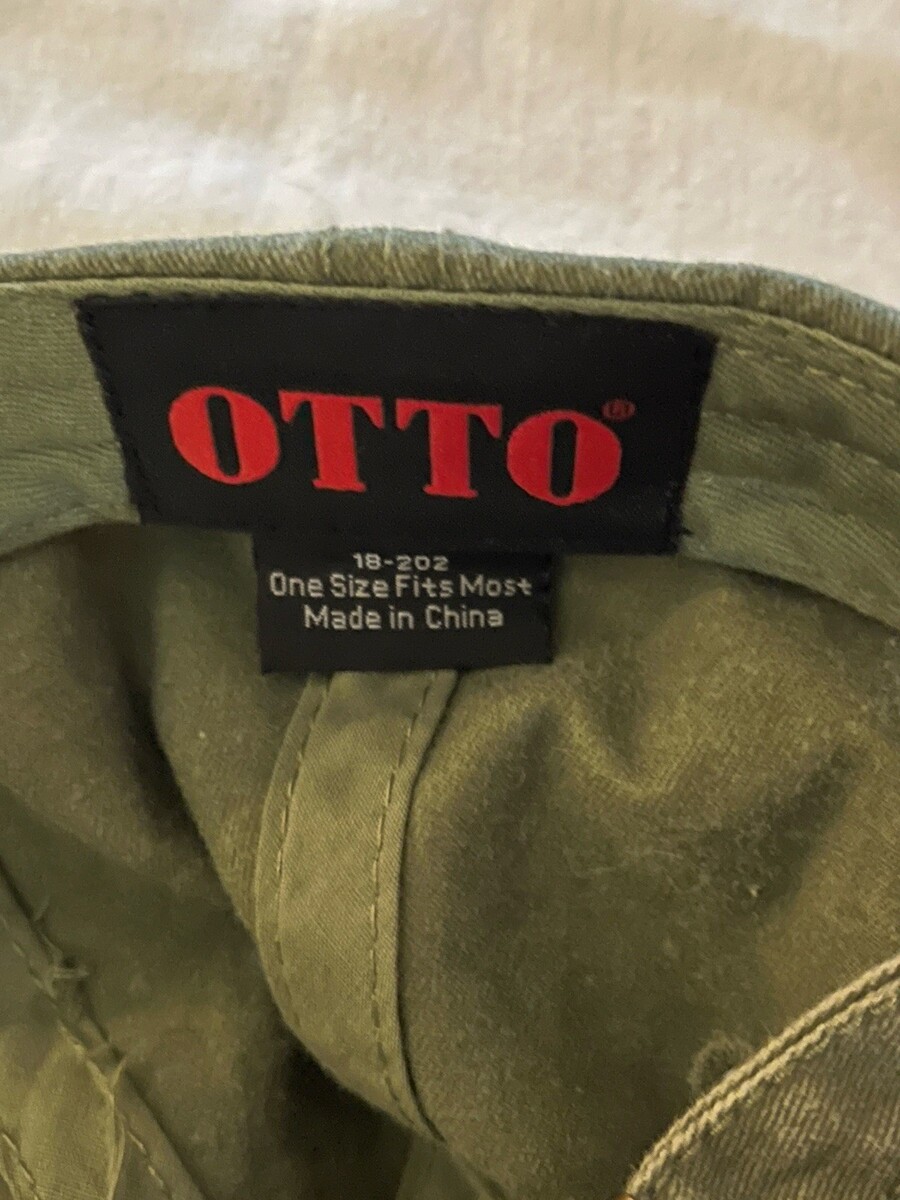 OTTO®
18-202
One Size Fits Most
Made in China